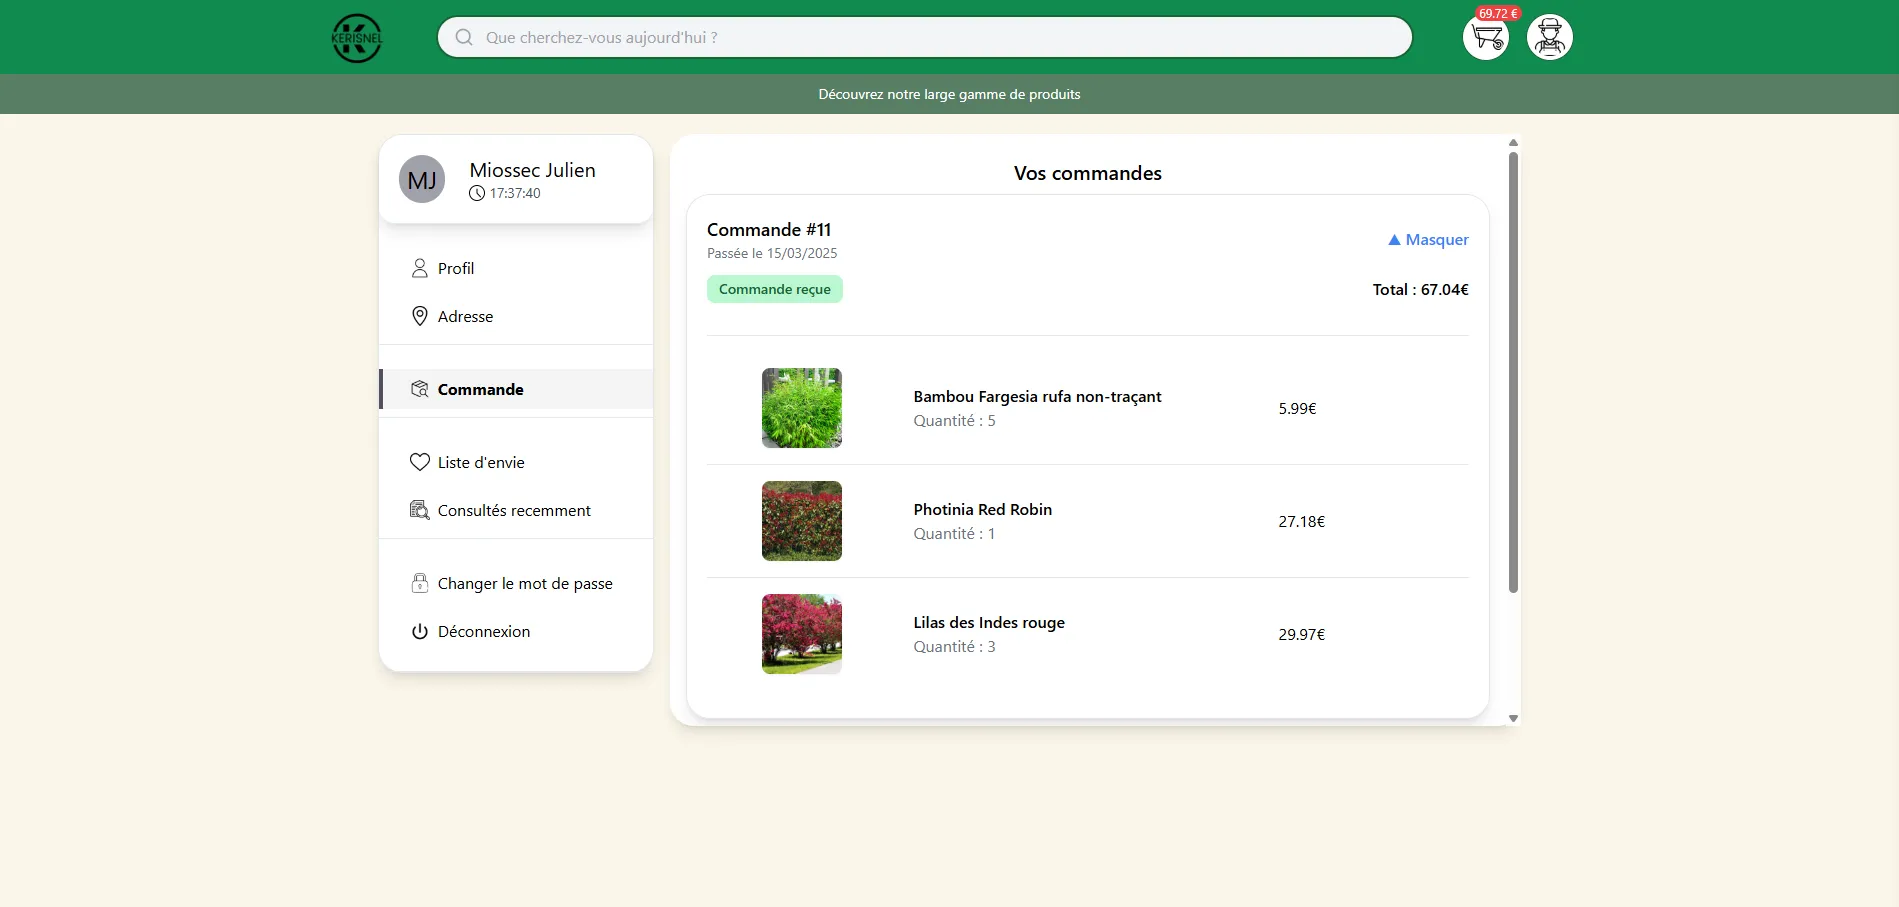 KERISNEL
Que cherchez-vous aujourd'hui ?
69.72 €
Découvrez notre large gamme de produits
MJ
Miossec Julien
17:37:40
Profil
Adresse
Commande
Liste d'envie
Consultés recemment
Changer le mot de passe
Déconnexion
Vos commandes
Commande #11
Passée le 15/03/2025
▲ Masquer
Commande reçue
Total : 67.04€
Bambou Fargesia rufa non-traçant
Quantité : 5
5.99€
Photinia Red Robin
Quantité : 1
27.18€
Lilas des Indes rouge
Quantité : 3
29.97€